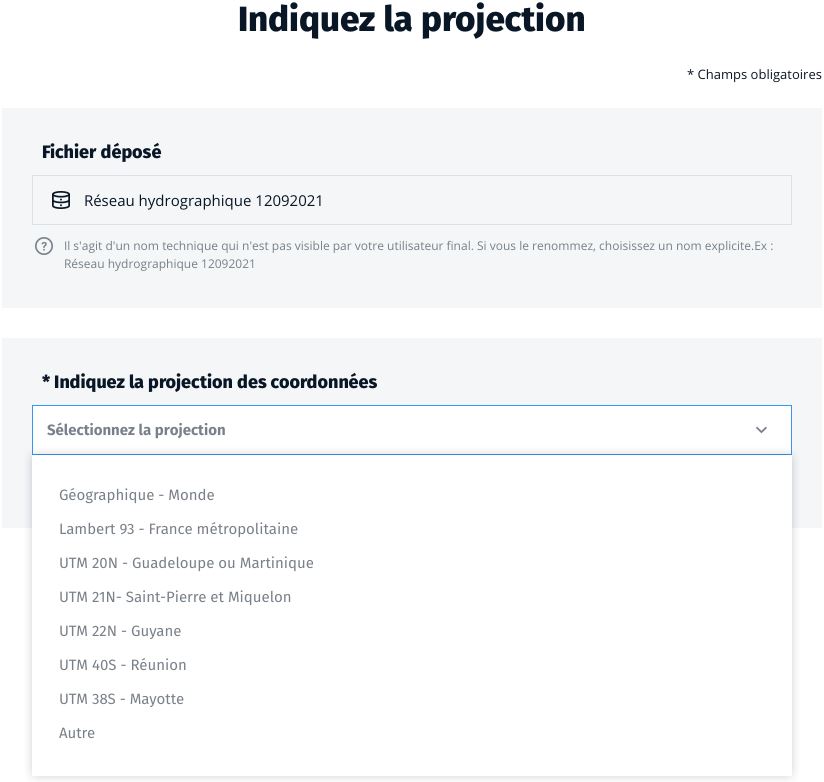 Indiquez la projection
* Champs obligatoires
Fichier déposé
Réseau hydrographique 12092021
Il s'agit d'un nom technique qui n'est pas visible par votre utilisateur final. Si vous le renommez, choisissez un nom explicite.Ex :
Réseau hydrographique 12092021
* Indiquez la projection des coordonnées
Sélectionnez la projection
Géographique - Monde
Lambert 93 - France métropolitaine
UTM 20N - Guadeloupe ou Martinique
UTM 21N- Saint-Pierre et Miquelon
UTM 22N - Guyane
UTM 40S - Réunion
UTM 38S - Mayotte
Autre